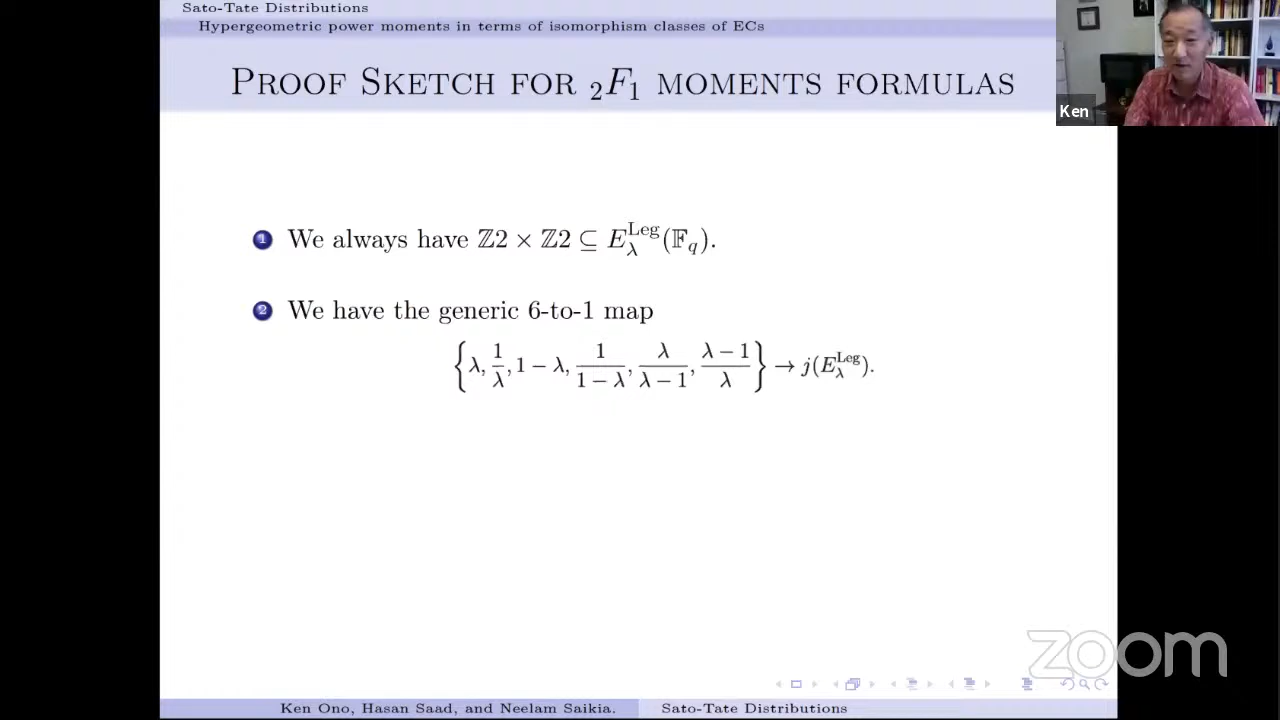 Sato-Tate Distributions
Hypergeometric power moments in terms of isomorphism classes of ECs
Proof Sketch for ₂F₁ moments formulas
Ken
1 We always have ℤ2 × ℤ2 ⊆ E_λ^Leg(𝔽_q).
2 We have the generic 6-to-1 map
{λ, 1/λ, 1 − λ, 1/(1 − λ), λ/(λ − 1), (λ − 1)/λ} → j(E_λ^Leg).
zoom
Ken Ono, Hasan Saad, and Neelam Saikia. Sato-Tate Distributions